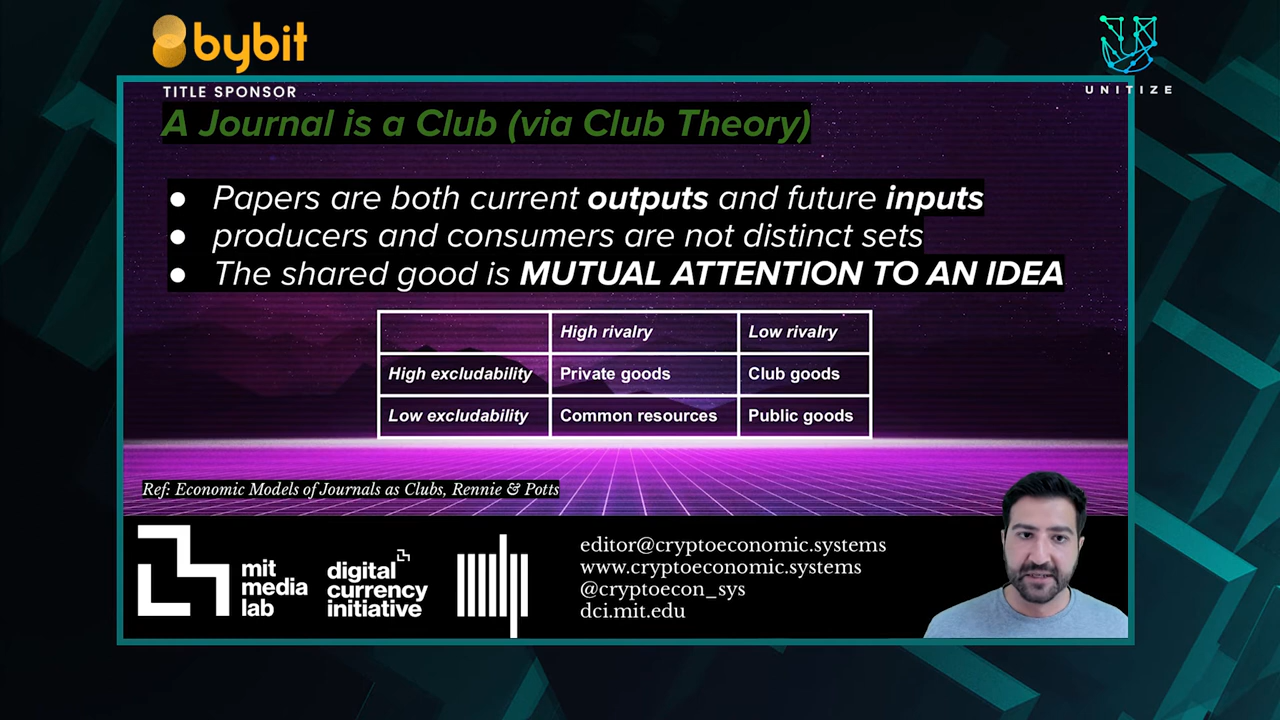 bybit
TITLE SPONSOR
UNITIZE
A Journal is a Club (via Club Theory)
● Papers are both current outputs and future inputs
● producers and consumers are not distinct sets
● The shared good is MUTUAL ATTENTION TO AN IDEA
High rivalry Low rivalry
High excludability Private goods Club goods
Low excludability Common resources Public goods
Ref: Economic Models of Journals as Clubs, Rennie & Potts
mit
media
lab
digital
currency
initiative
editor@cryptoeconomic.systems
www.cryptoeconomic.systems
@cryptoecon_sys
dci.mit.edu